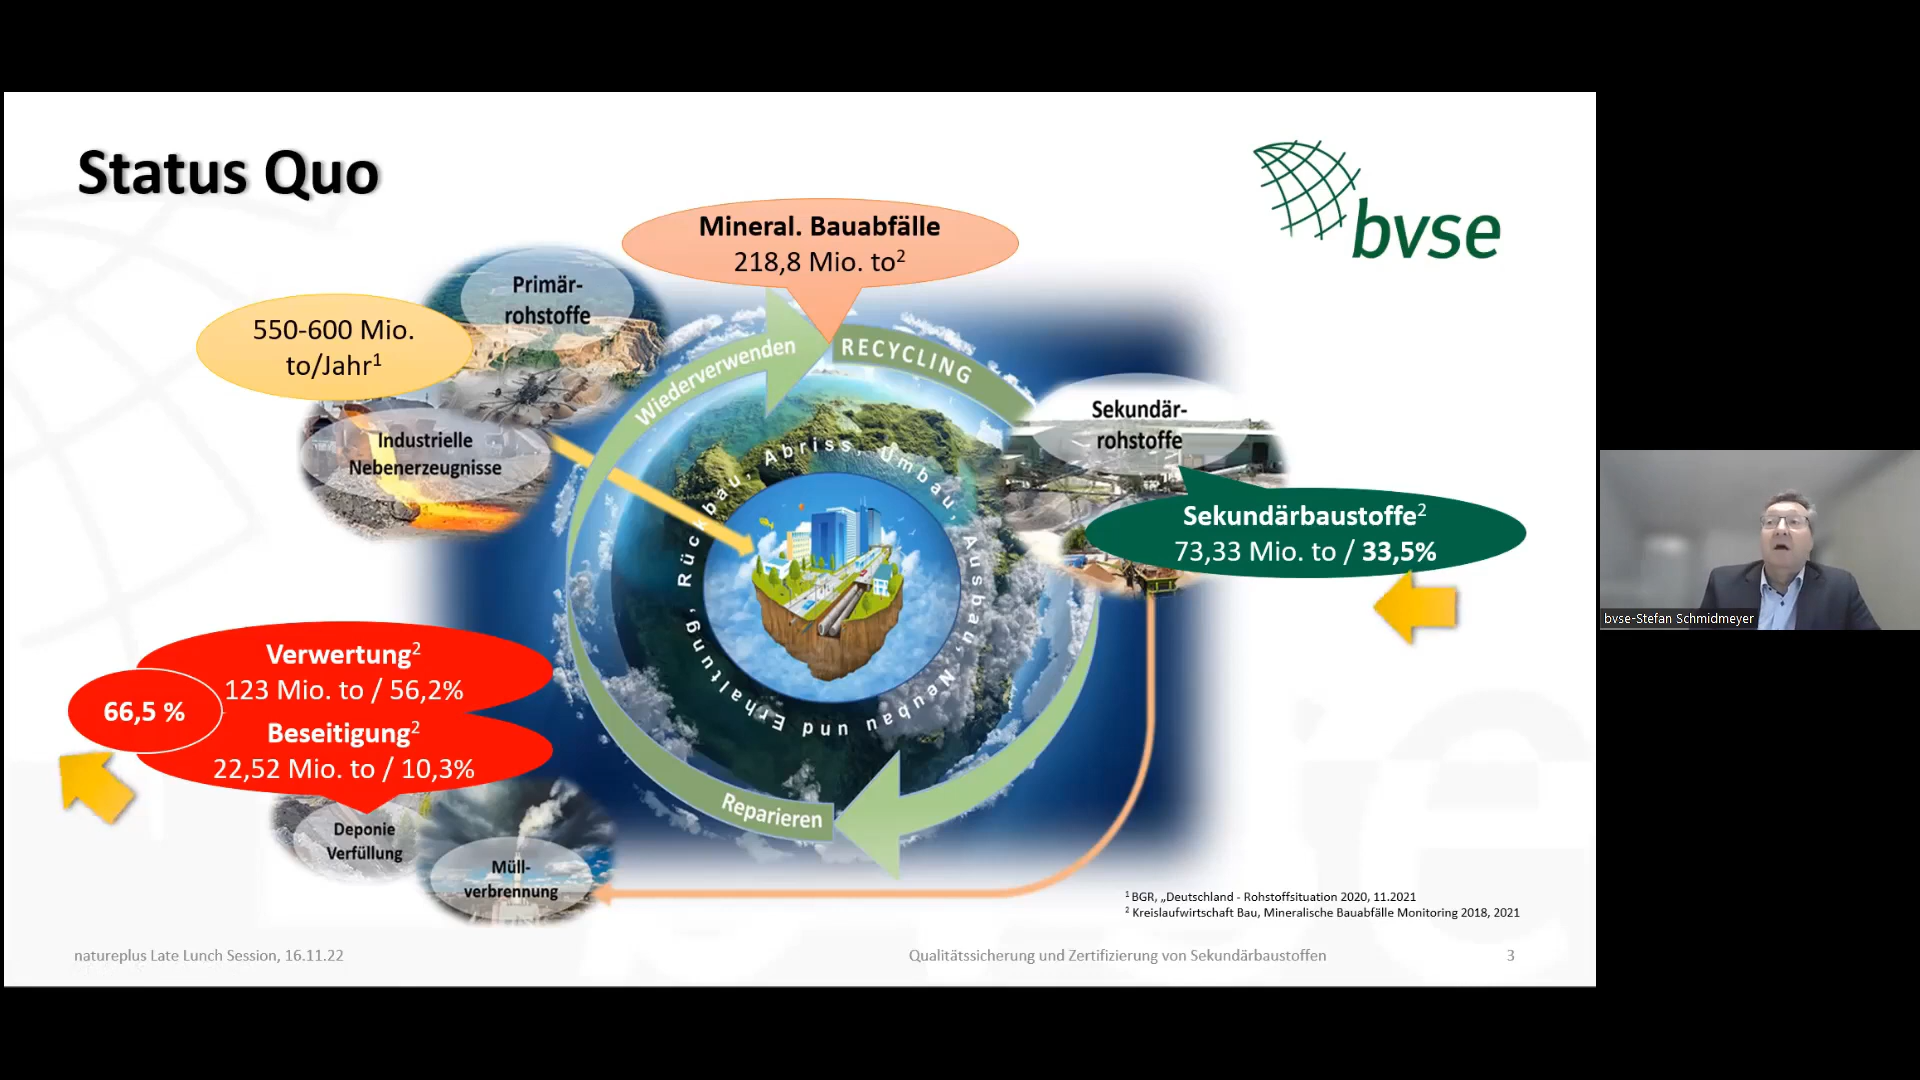 Status Quo
bvse
Mineral. Bauabfälle
218,8 Mio. to²
Primär-
rohstoffe
550-600 Mio.
to/Jahr¹
Industrielle
Nebenerzeugnisse
Wiederverwenden
RECYCLING
Sekundär-
rohstoffe
Sekundärbaustoffe²
73,33 Mio. to / 33,5%
Rückbau, Abriss, Umbau, Ausbau, Neubau und Erhaltung,
Verwertung²
123 Mio. to / 56,2%
66,5 %
Beseitigung²
22,52 Mio. to / 10,3%
Reparieren
Deponie
Verfüllung
Müll-
verbrennung
¹ BGR, „Deutschland - Rohstoffsituation 2020, 11.2021
² Kreislaufwirtschaft Bau, Mineralische Bauabfälle Monitoring 2018, 2021
natureplus Late Lunch Session, 16.11.22
Qualitätssicherung und Zertifizierung von Sekundärbaustoffen
3
bvse-Stefan Schmidmeyer